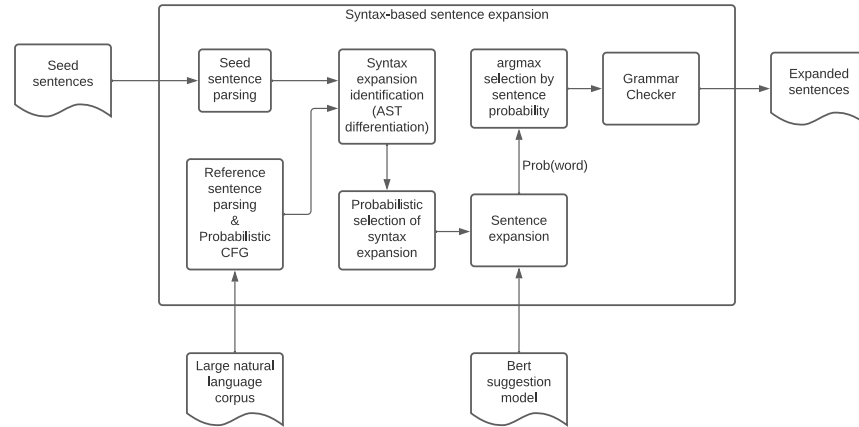 Syntax-based sentence expansion
Seed
sentences
Seed
sentence
parsing
Syntax
expansion
identification
(AST
differentiation)
argmax
selection by
sentence
probability
Grammar
Checker
Expanded
sentences
Prob(word)
Reference
sentence
parsing
&
Probabilistic
CFG
Probabilistic
selection of
syntax
expansion
Sentence
expansion
Large natural
language
corpus
Bert
suggestion
model